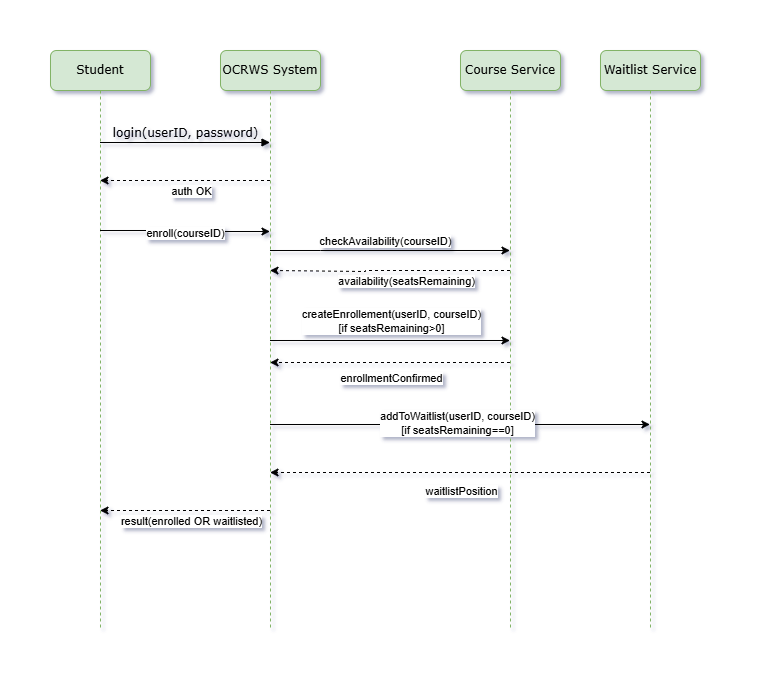 Student
OCRWS System
Course Service
Waitlist Service
login(userID, password)
auth OK
enroll(courseID)
checkAvailability(courseID)
availability(seatsRemaining)
createEnrollement(userID, courseID)
[if seatsRemaining>0]
enrollmentConfirmed
addToWaitlist(userID, courseID)
[if seatsRemaining==0]
waitlistPosition
result(enrolled OR waitlisted)